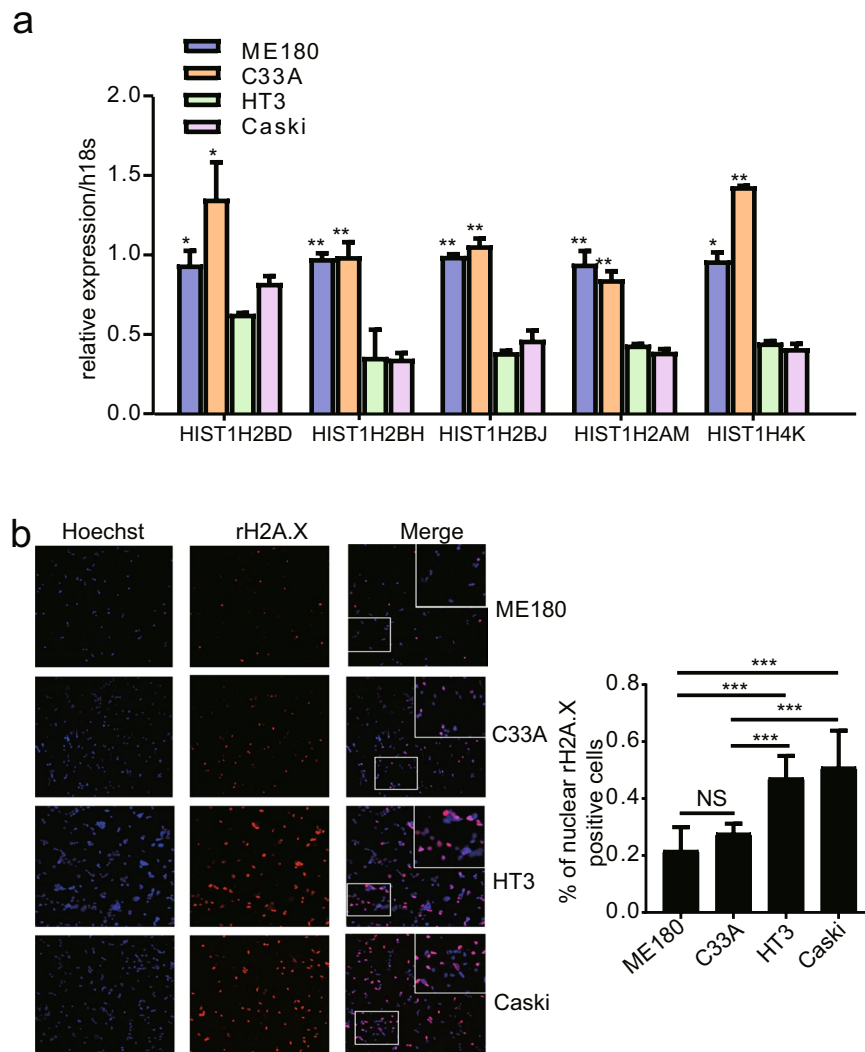 a
ME180
C33A
HT3
Caski
relative expression/h18s
2.0
1.5
1.0
0.5
0.0
* * ** ** ** ** ** ** * **
HIST1H2BD HIST1H2BH HIST1H2BJ HIST1H2AM HIST1H4K
b
Hoechst rH2A.X Merge
ME180
C33A
HT3
Caski
% of nuclear rH2A.X
positive cells
0.8
0.6
0.4
0.2
0.0
***
***
***
***
NS
ME180 C33A HT3 Caski